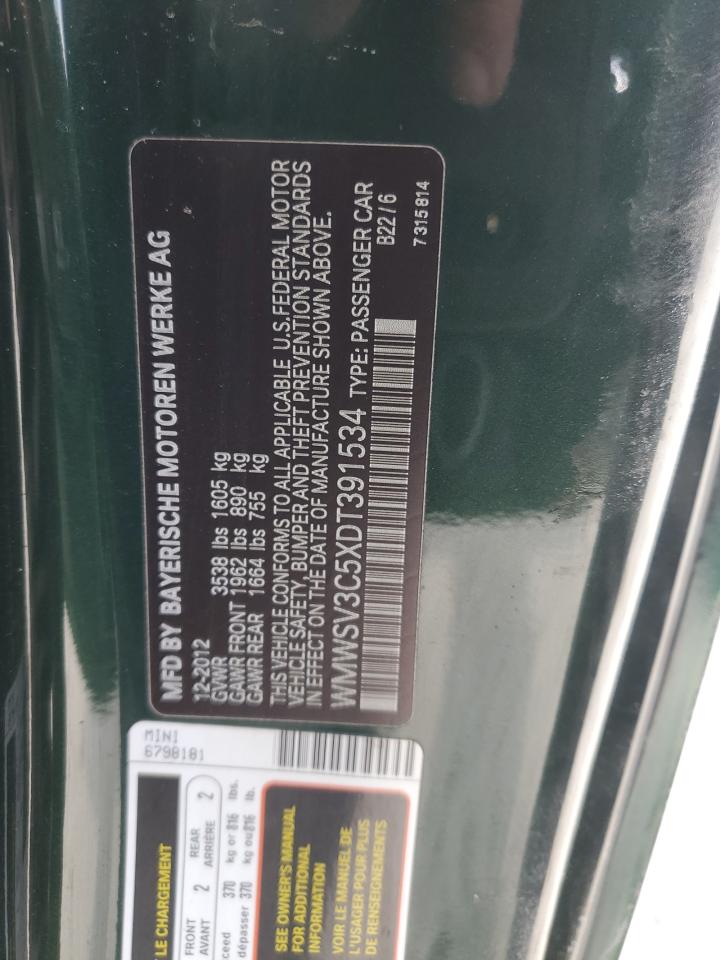 MFD BY BAYERISCHE MOTOREN WERKE AG
12-2012
GVWR 3538 lbs 1605 kg
GAWR FRONT 1962 lbs 890 kg
GAWR REAR 1664 lbs 755 kg
THIS VEHICLE CONFORMS TO ALL APPLICABLE U.S.FEDERAL MOTOR
VEHICLE SAFETY, BUMPER AND THEFT PREVENTION STANDARDS
IN EFFECT ON THE DATE OF MANUFACTURE SHOWN ABOVE.
WMWSV3C5XDT391534 TYPE: PASSENGER CAR
B22/6
7315814
MINI
6798181
LE CHARGEMENT
FRONT 2 REAR 2
AVANT ARRIÈRE
ceed 370 kg or 816 lbs.
dépasser 370 kg ou 816 lb.
SEE OWNER'S MANUAL
FOR ADDITIONAL
INFORMATION
VOIR LE MANUEL DE
L'USAGER POUR PLUS
DE RENSEIGNEMENTS